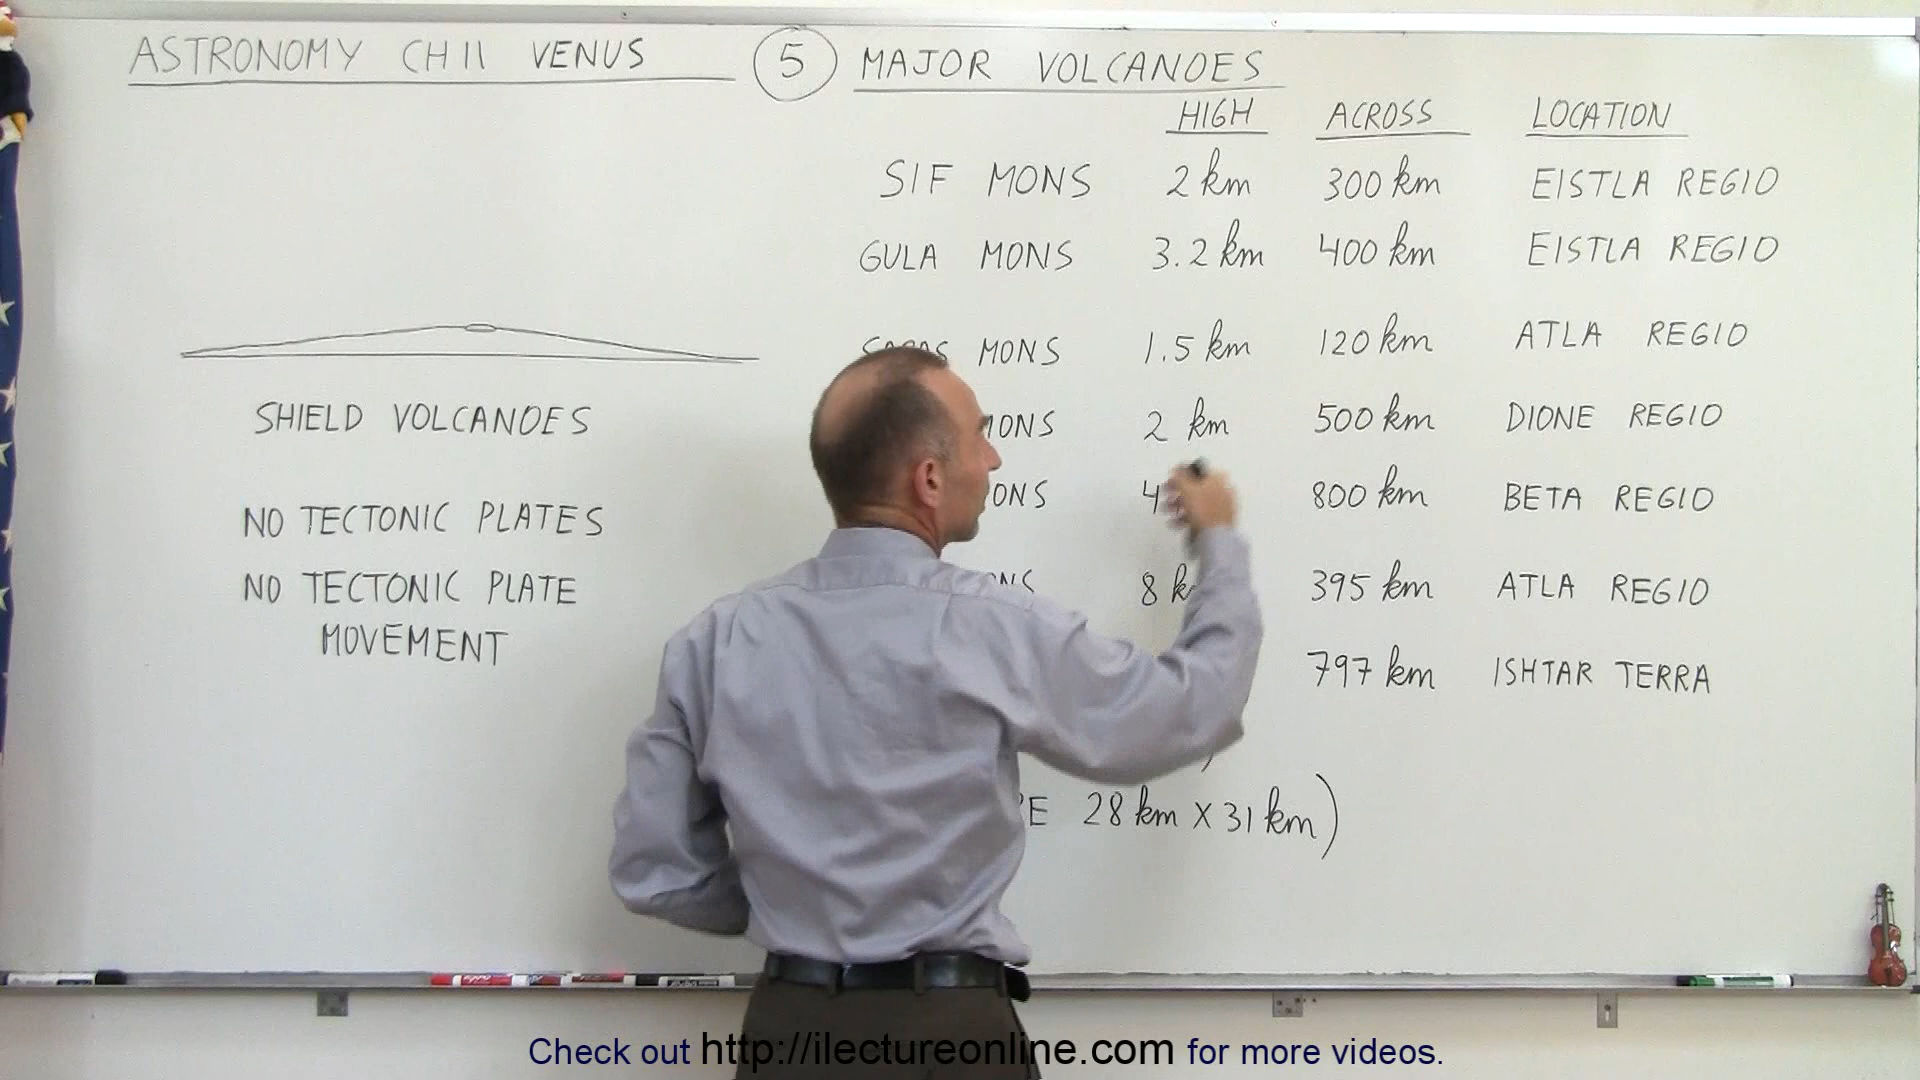 ASTRONOMY CH 11 VENUS 5 MAJOR VOLCANOES
HIGH ACROSS LOCATION
SIF MONS 2 km 300 km EISTLA REGIO
GULA MONS 3.2 km 400 km EISTLA REGIO
MONS 1.5 km 120 km ATLA REGIO
2 km 500 km DIONE REGIO
800 km BETA REGIO
8 395 km ATLA REGIO
797 km ISHTAR TERRA
28 km X 31 km)
SHIELD VOLCANOES
NO TECTONIC PLATES
NO TECTONIC PLATE
MOVEMENT
Check out http://ilectureonline.com for more videos.